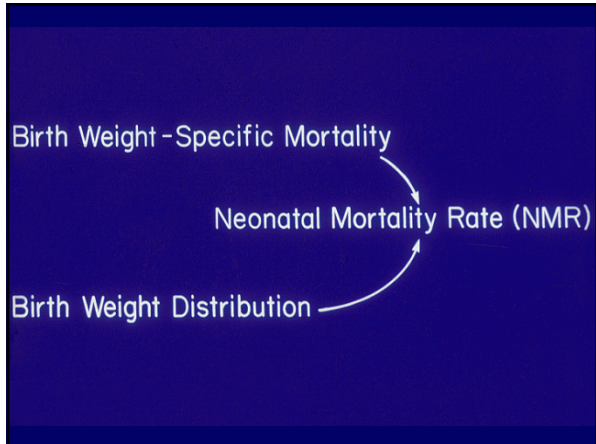 Birth Weight-Specific Mortality
Neonatal Mortality Rate (NMR)
Birth Weight Distribution